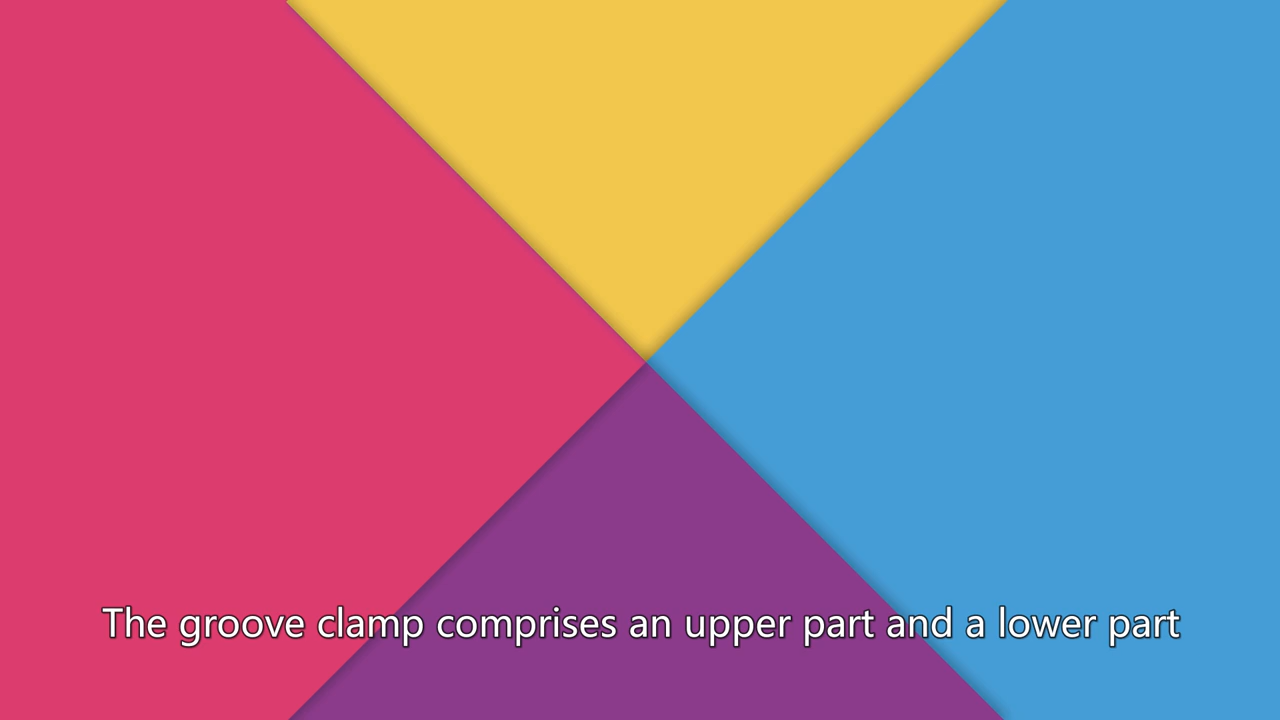 The groove clamp comprises an upper part and a lower part